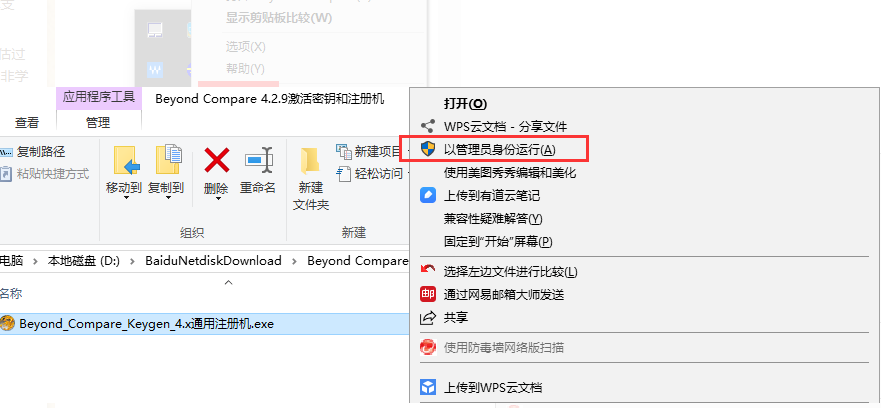 支
显示剪贴板比较(W)
选项(X)
帮助(Y)
估过
非学
应用程序工具
Beyond Compare 4.2.9激活密钥和注册机
查看
管理
复制路径
粘贴快捷方式
移动到
复制到
删除
重命名
新建
文件夹
新建项目
轻松访问
组织
新建
电脑
本地磁盘 (D:)
BaiduNetdiskDownload
Beyond Compare
名称
Beyond_Compare_Keygen_4.x通用注册机.exe
打开(O)
WPS云文档 - 分享文件
以管理员身份运行(A)
使用美图秀秀编辑和美化
上传到有道云笔记
兼容性疑难解答(Y)
固定到"开始"屏幕(P)
选择左边文件进行比较(L)
通过网易邮箱大师发送
共享
使用防毒墙网络版扫描
上传到WPS云文档